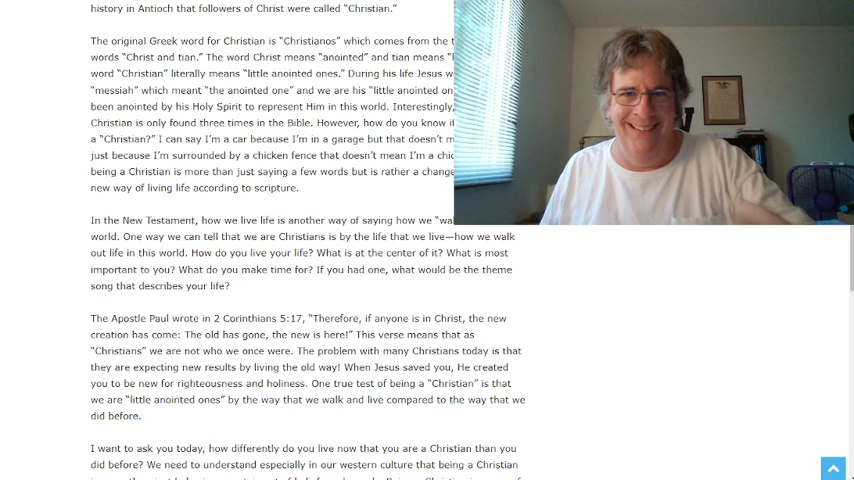 history in Antioch that followers of Christ were called “Christian.”
The original Greek word for Christian is “Christianos” which comes from the t
words “Christ and tian.” The word Christ means “anointed” and tian means “l
word “Christian” literally means “little anointed ones.” During his life Jesus w
“messiah” which meant “the anointed one” and we are his “little anointed on
been anointed by his Holy Spirit to represent Him in this world. Interestingly,
Christian is only found three times in the Bible. However, how do you know if
a “Christian?” I can say I’m a car because I’m in a garage but that doesn’t m
just because I’m surrounded by a chicken fence that doesn’t mean I’m a chic
being a Christian is more than just saying a few words but is rather a change
new way of living life according to scripture.
In the New Testament, how we live life is another way of saying how we “wal
world. One way we can tell that we are Christians is by the life that we live—how we walk
out life in this world. How do you live your life? What is at the center of it? What is most
important to you? What do you make time for? If you had one, what would be the theme
song that describes your life?
The Apostle Paul wrote in 2 Corinthians 5:17, “Therefore, if anyone is in Christ, the new
creation has come: The old has gone, the new is here!” This verse means that as
“Christians” we are not who we once were. The problem with many Christians today is that
they are expecting new results by living the old way! When Jesus saved you, He created
you to be new for righteousness and holiness. One true test of being a “Christian” is that
we are “little anointed ones” by the way that we walk and live compared to the way that we
did before.
I want to ask you today, how differently do you live now that you are a Christian than you
did before? We need to understand especially in our western culture that being a Christian